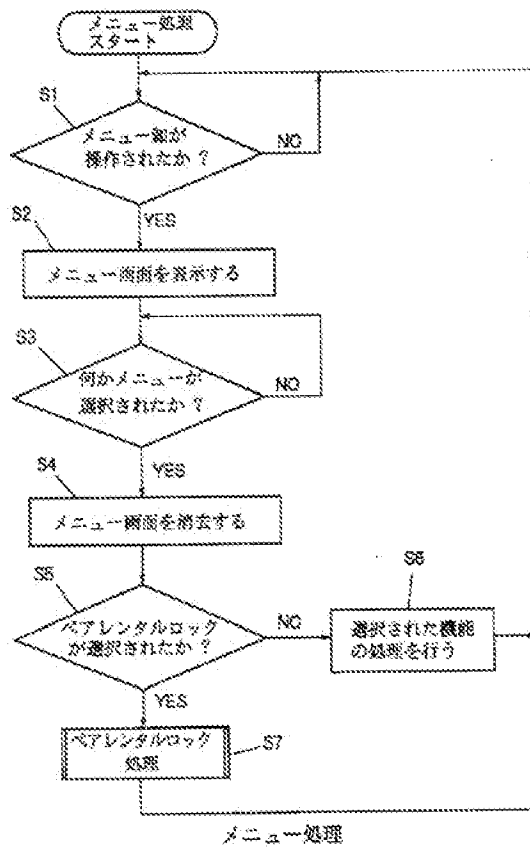 メニュー処理
スタート
S1
メニュー鍵が
操作されたか？
NO
YES
S2
メニュー画面を表示する
S3
何かメニューが
選択されたか？
NO
YES
S4
メニュー画面を消去する
S5
ペアレンタルロック
が選択されたか？
NO
S6
選択された機能
の処理を行う
YES
ペアレンタルロック
処理
S7
メニュー処理